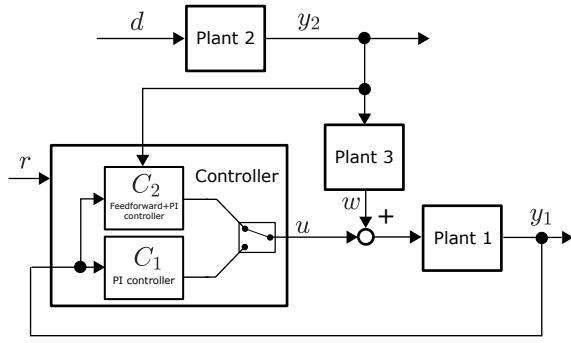 d
Plant 2
y₂
r
C₂
Feedforward+PI
controller
Controller
Plant 3
w
+
C₁
PI controller
u
Plant 1
y₁